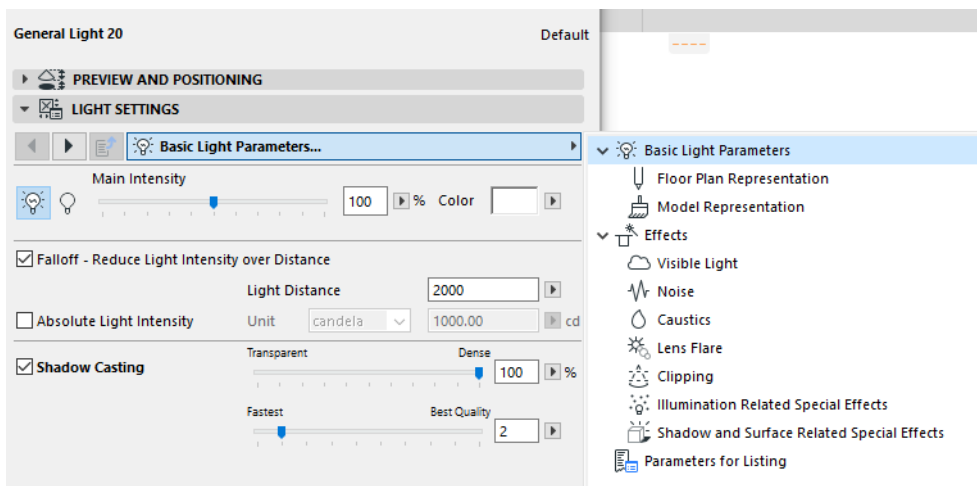 General Light 20 Default
PREVIEW AND POSITIONING
LIGHT SETTINGS
Basic Light Parameters...
Main Intensity
100 % Color
Falloff - Reduce Light Intensity over Distance
Light Distance 2000
Absolute Light Intensity Unit candela 1000.00 cd
Transparent Dense
Shadow Casting 100 %
Fastest Best Quality
2
Basic Light Parameters
Floor Plan Representation
Model Representation
Effects
Visible Light
Noise
Caustics
Lens Flare
Clipping
Illumination Related Special Effects
Shadow and Surface Related Special Effects
Parameters for Listing
----